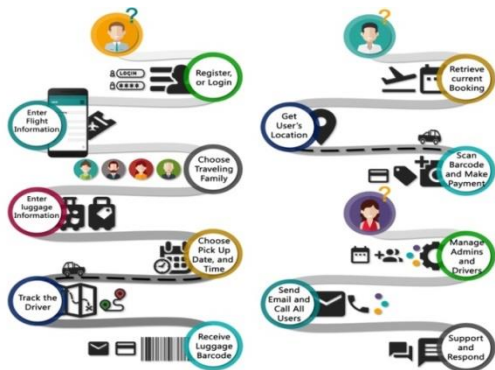 ?
LOGIN
****
Register,
or Login
Enter
Flight
Information
Choose
Traveling
Family
Enter
luggage
Information
Choose
Pick Up
Date, and
Time
Track the
Driver
Receive
Luggage
Barcode
?
Retrieve
current
Booking
Get
User's
Location
Scan
Barcode
and Make
Payment
?
Manage
Admins
and
Drivers
Send
Email and
Call All
Users
Support
and
Respond